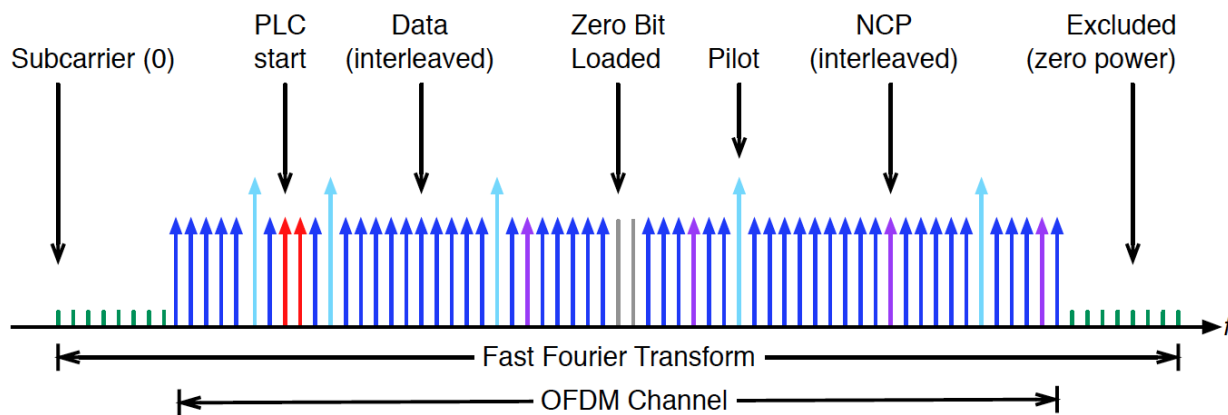 Subcarrier (0)
PLC
start
Data
(interleaved)
Zero Bit
Loaded
Pilot
NCP
(interleaved)
Excluded
(zero power)
f
Fast Fourier Transform
OFDM Channel